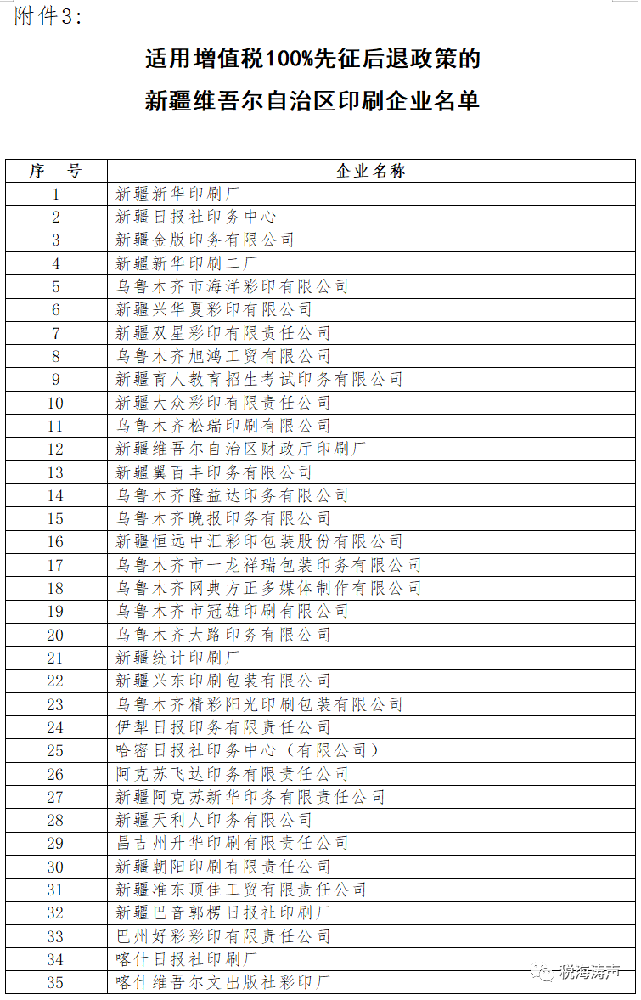 附件3:
适用增值税100%先征后退政策的
新疆维吾尔自治区印刷企业名单
序 号 企业名称
1 新疆新华印刷厂
2 新疆日报社印务中心
3 新疆金版印务有限公司
4 新疆新华印刷二厂
5 乌鲁木齐市海洋彩印有限公司
6 新疆兴华夏彩印有限公司
7 新疆双星彩印有限责任公司
8 乌鲁木齐旭鸿工贸有限公司
9 新疆育人教育招生考试印务有限公司
10 新疆大众彩印有限责任公司
11 乌鲁木齐松瑞印刷有限公司
12 新疆维吾尔自治区财政厅印刷厂
13 新疆翼百丰印务有限公司
14 乌鲁木齐隆益达印务有限公司
15 乌鲁木齐晚报印务有限公司
16 新疆恒远中汇彩印包装股份有限公司
17 乌鲁木齐市一龙祥瑞包装印务有限公司
18 乌鲁木齐网典方正多媒体制作有限公司
19 乌鲁木齐市冠雄印刷有限公司
20 乌鲁木齐大路印务有限公司
21 新疆统计印刷厂
22 新疆兴东印刷包装有限公司
23 乌鲁木齐精彩阳光印刷包装有限公司
24 伊犁日报印务有限责任公司
25 哈密日报社印务中心（有限公司）
26 阿克苏飞达印务有限责任公司
27 新疆阿克苏新华印务有限责任公司
28 新疆天利人印务有限公司
29 昌吉州升华印刷有限责任公司
30 新疆朝阳印刷有限责任公司
31 新疆准东顶佳工贸有限责任公司
32 新疆巴音郭楞日报社印刷厂
33 巴州好彩彩印有限责任公司
34 喀什日报社印刷厂
35 喀什维吾尔文出版社彩印厂
税海涛声